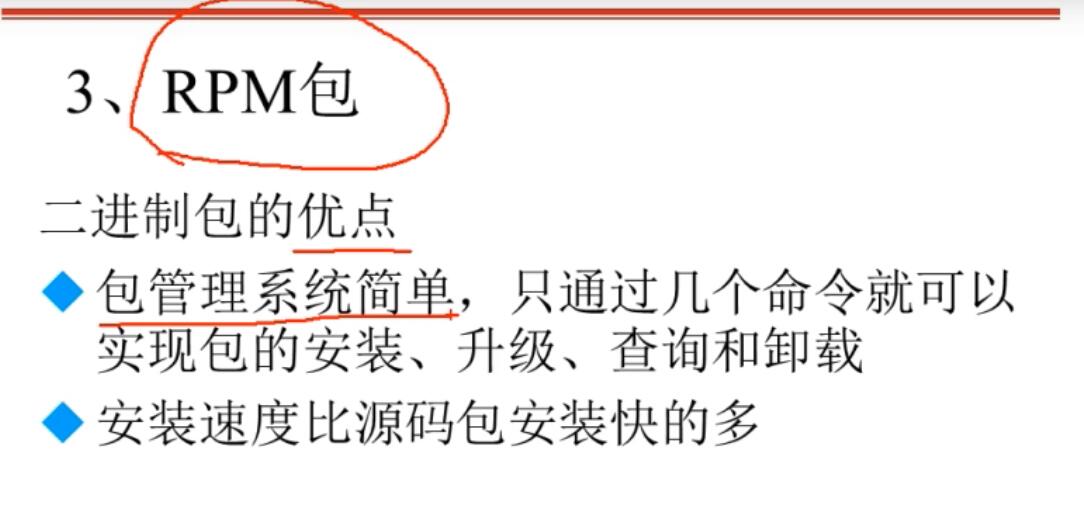 3、RPM包
二进制包的优点
包管理系统简单，只通过几个命令就可以
实现包的安装、升级、查询和卸载
安装速度比源码包安装快的多